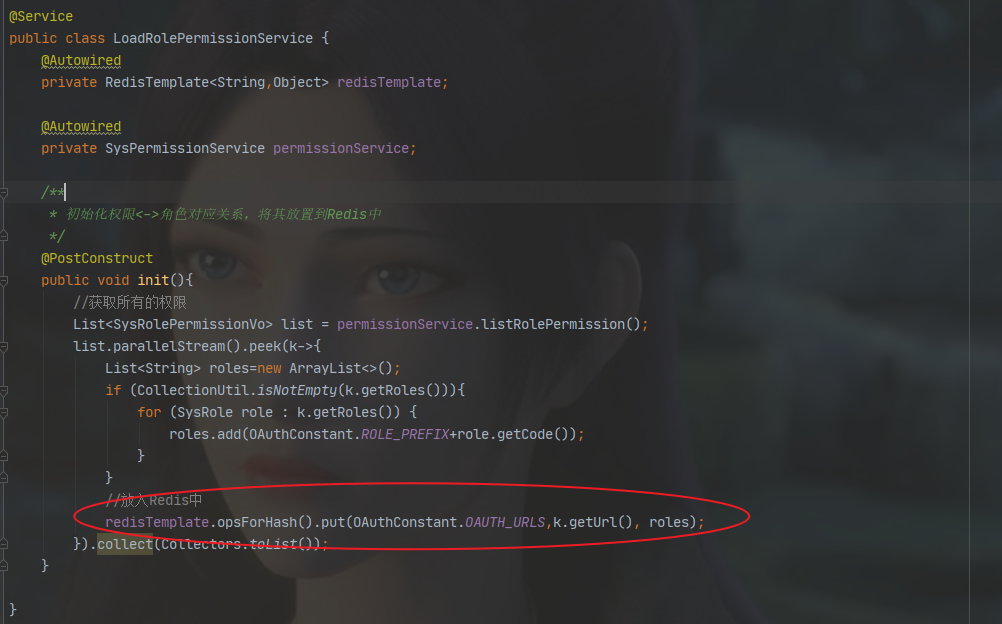 @Service
public class LoadRolePermissionService {
@Autowired
private RedisTemplate<String,Object> redisTemplate;
@Autowired
private SysPermissionService permissionService;
/**
* 初始化权限<->角色对应关系，将其放置到Redis中
*/
@PostConstruct
public void init(){
//获取所有的权限
List<SysRolePermissionVo> list = permissionService.listRolePermission();
list.parallelStream().peek(k->{
List<String> roles=new ArrayList<>();
if (CollectionUtil.isNotEmpty(k.getRoles())){
for (SysRole role : k.getRoles()) {
roles.add(OAuthConstant.ROLE_PREFIX+role.getCode());
}
}
//放入Redis中
redisTemplate.opsForHash().put(OAuthConstant.OAUTH_URLS,k.getUrl(), roles);
}).collect(Collectors.toList());
}
}